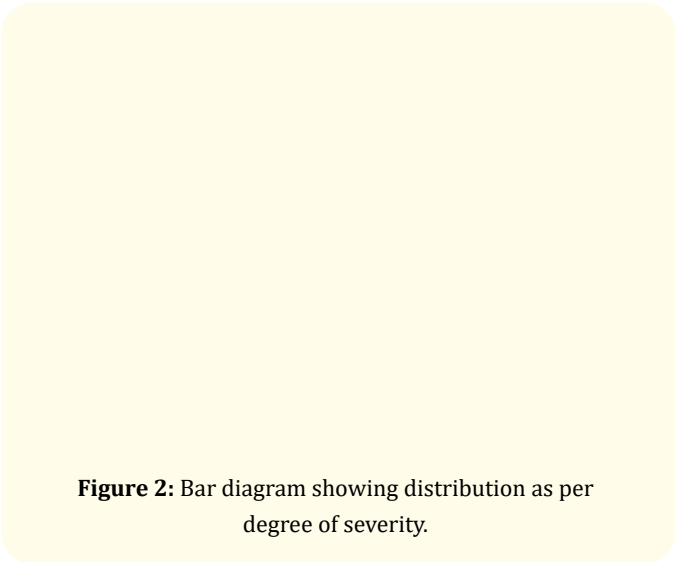 Figure 2: Bar diagram showing distribution as per
degree of severity.